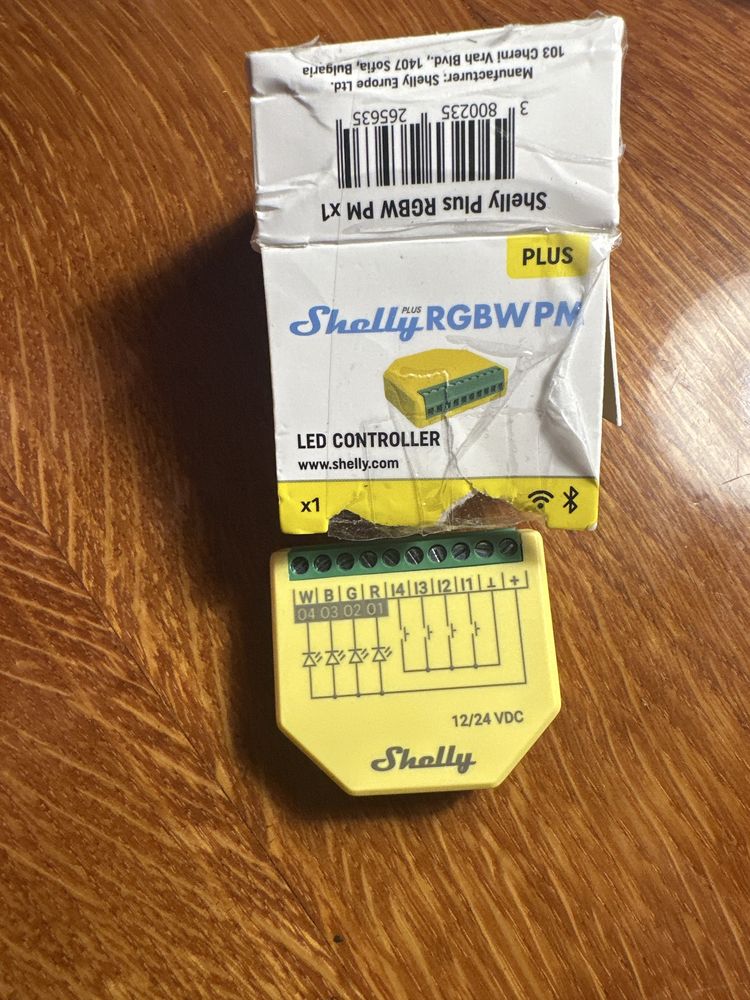 Manufacturer: Shelly Europe Ltd.
103 Cherni Vrah Blvd., 1407 Sofia, Bulgaria
3 800235 265635
Shelly Plus RGBW PM x1
PLUS
Shelly PLUS RGBW PM
LED CONTROLLER
www.shelly.com
x1
W B G R I4 I3 I2 I1 ⊥ +
04 03 02 01
12/24 VDC
Shelly